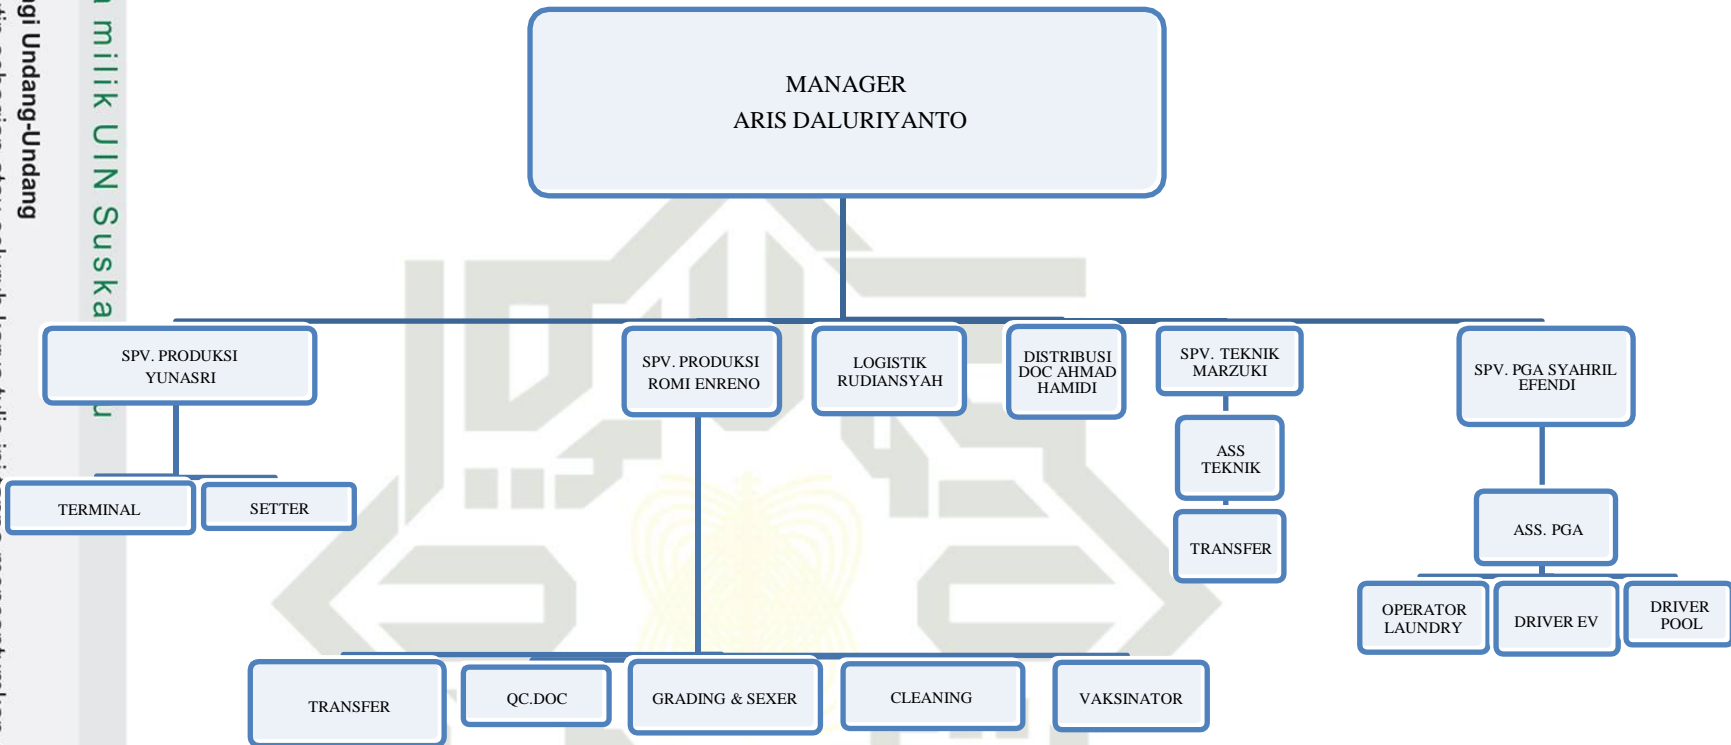 milik UIN Suska
Undang-Undang
MANAGER
ARIS DALURIYANTO
SPV. PRODUKSI
YUNASRI
SPV. PRODUKSI
ROMI ENRENO
LOGISTIK
RUDIANSYAH
DISTRIBUSI
DOC AHMAD
HAMIDI
SPV. TEKNIK
MARZUKI
SPV. PGA SYAHRIL
EFENDI
TERMINAL
SETTER
ASS
TEKNIK
TRANSFER
ASS. PGA
OPERATOR
LAUNDRY
DRIVER EV
DRIVER
POOL
TRANSFER
QC.DOC
GRADING & SEXER
CLEANING
VAKSINATOR